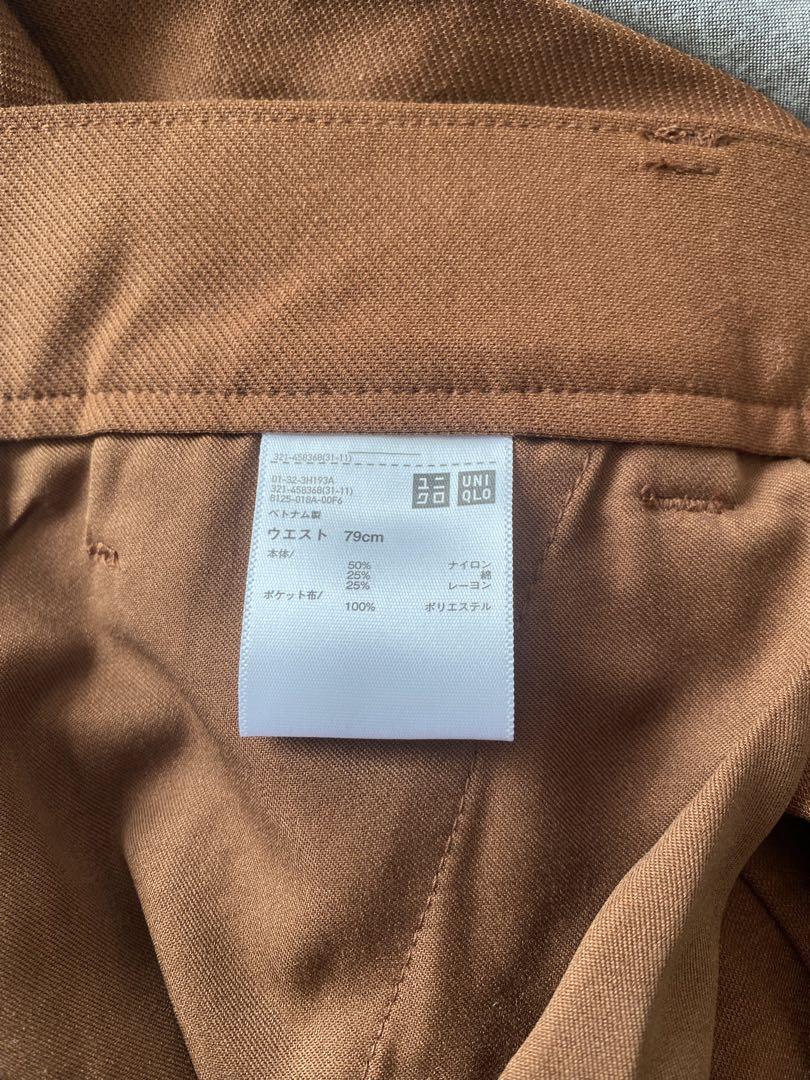 321-458368(31-11)
01-32-3H193A
321-458368(31-11)
8125-018A-00F6
ユニクロ
UNIQLO
ベトナム製
ウエスト 79cm
本体/
50% ナイロン
25% 綿
25% レーヨン
ポケット布/
100% ポリエステル